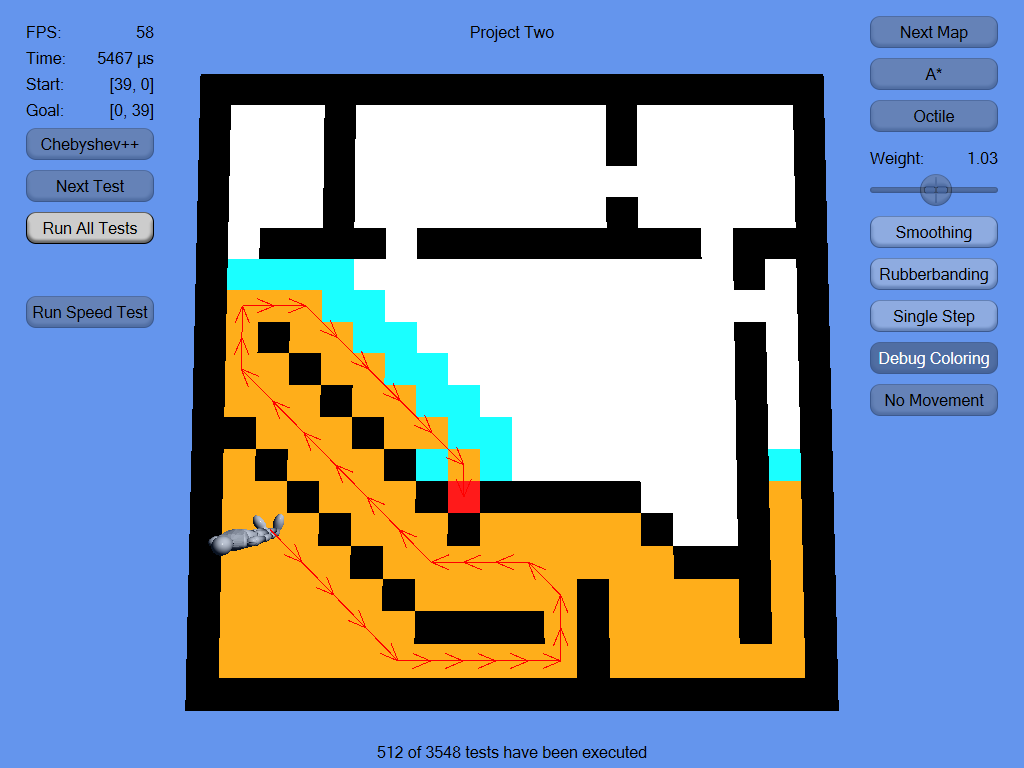 FPS: 58
Time: 5467 µs
Start: [39, 0]
Goal: [0, 39]
Chebyshev++
Next Test
Run All Tests
Run Speed Test
Project Two
Next Map
A*
Octile
Weight: 1.03
Smoothing
Rubberbanding
Single Step
Debug Coloring
No Movement
512 of 3548 tests have been executed